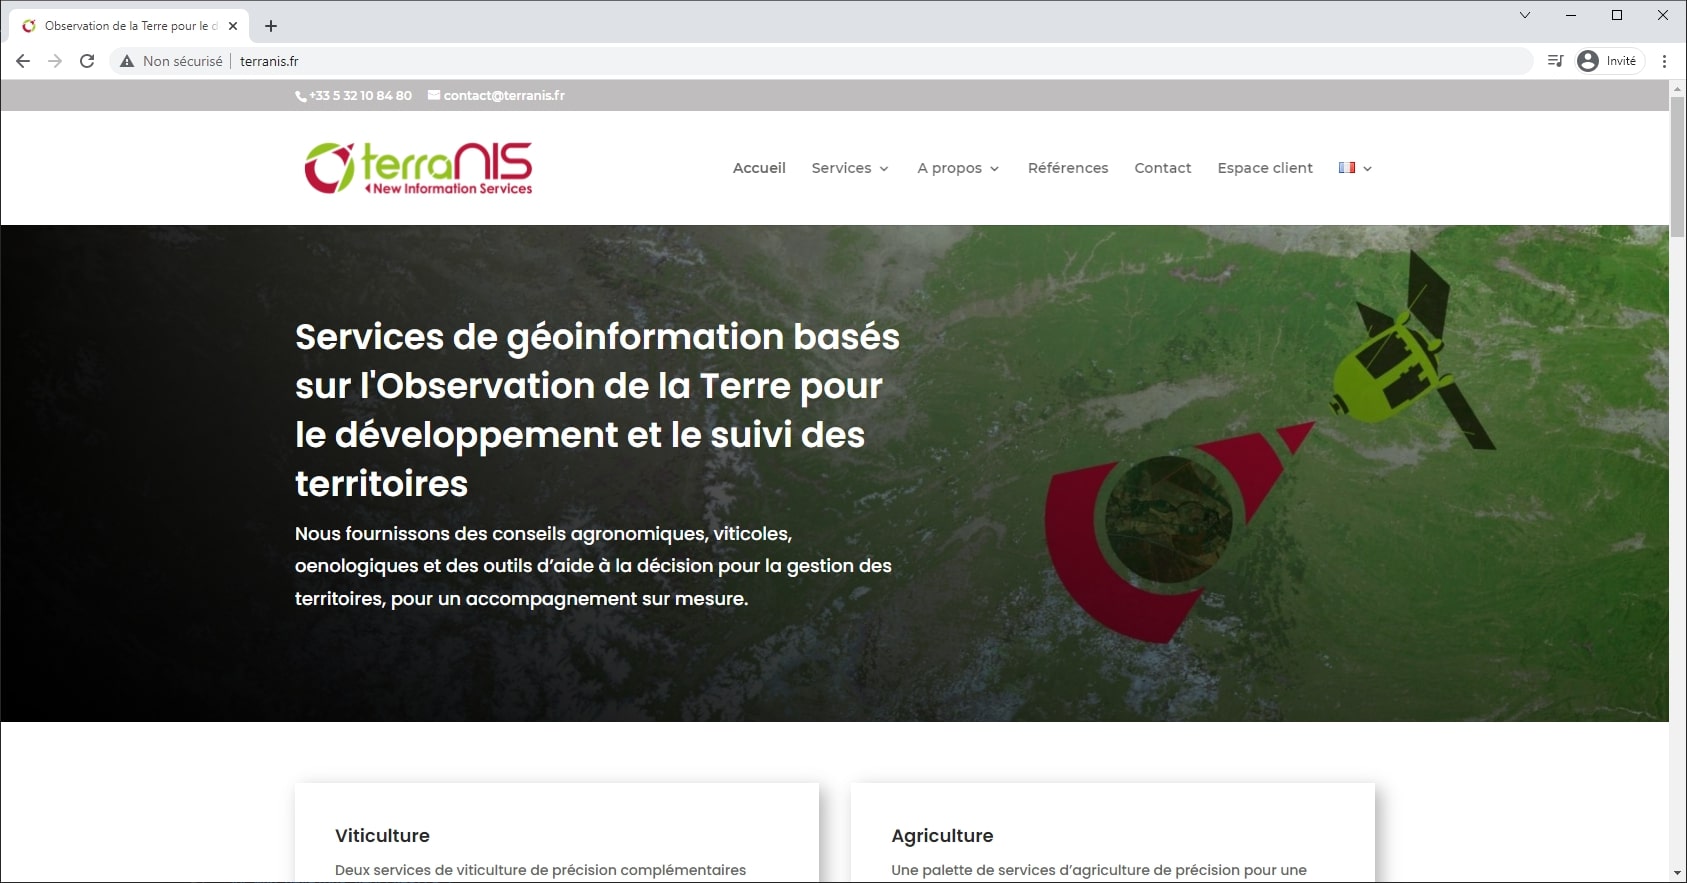 Observation de la Terre pour le d
Non sécurisé terranis.fr
Invité
+33 5 32 10 84 80 contact@terranis.fr
terraNIS
New Information Services
Accueil Services A propos Références Contact Espace client
Services de géoinformation basés
sur l'Observation de la Terre pour
le développement et le suivi des
territoires
Nous fournissons des conseils agronomiques, viticoles,
oenologiques et des outils d’aide à la décision pour la gestion des
territoires, pour un accompagnement sur mesure.
Viticulture
Deux services de viticulture de précision complémentaires
Agriculture
Une palette de services d’agriculture de précision pour une